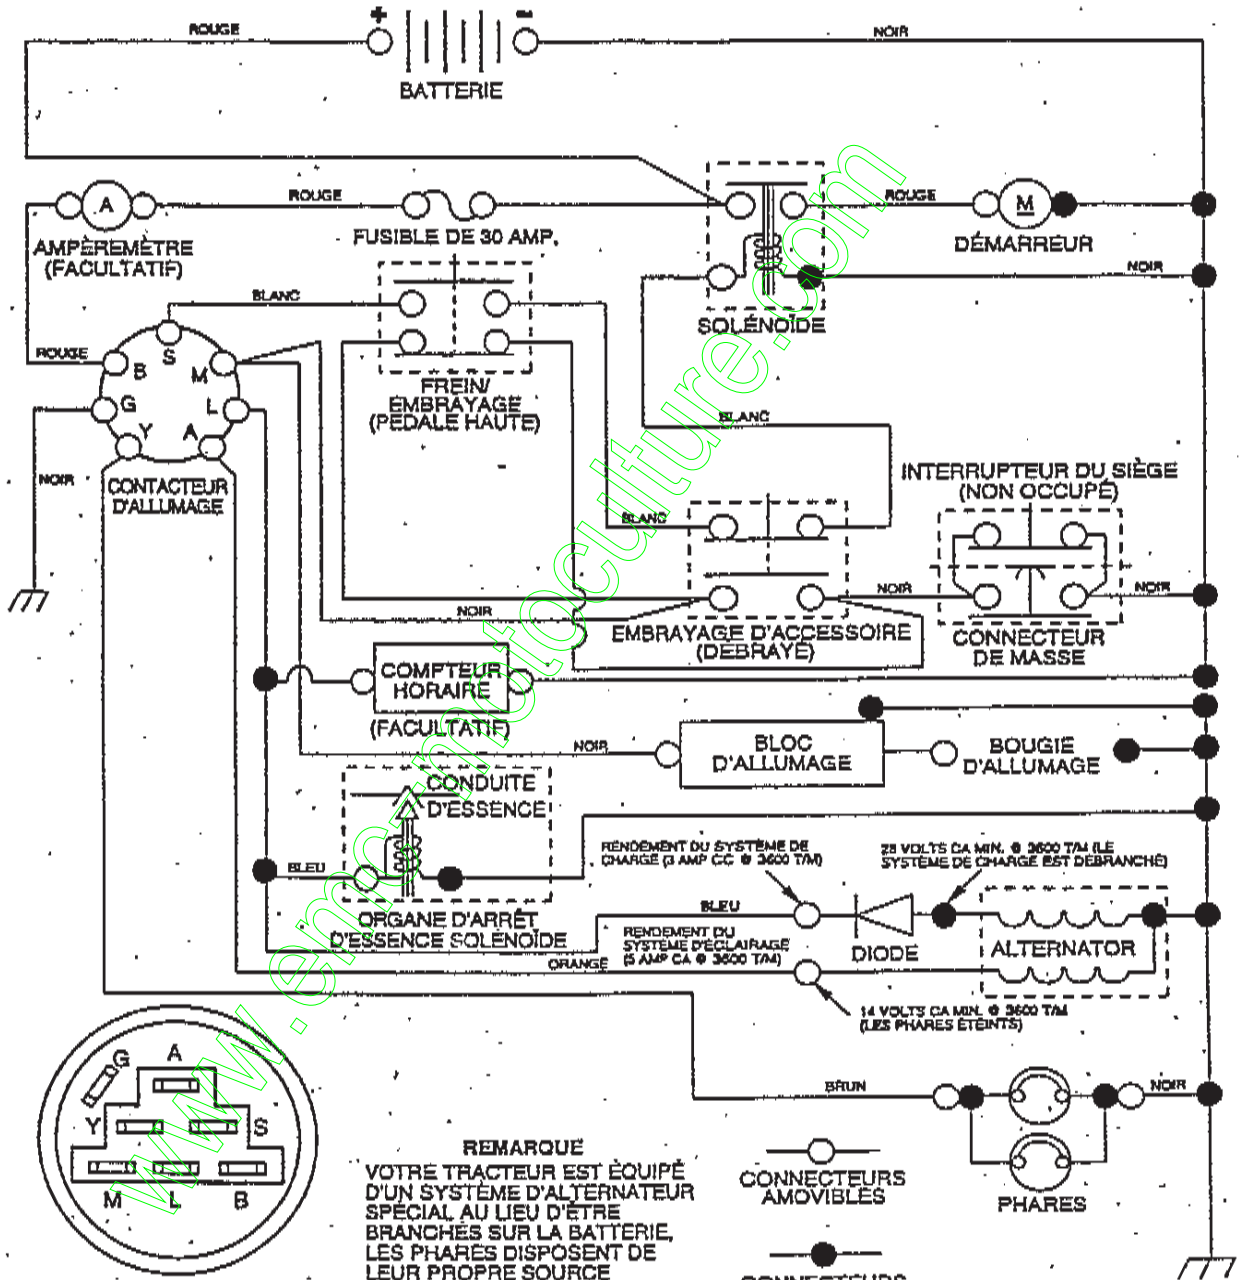 + -
ROUGE
NOIR
BATTERIE
A
ROUGE
ROUGE
M
AMPÈREMÈTRE
(FACULTATIF)
FUSIBLE DE 30 AMP.
DÉMARREUR
NOIR
SOLÉNOÏDE
BLANC
ROUGE
S
B
M
G
L
Y
A
FREIN/
EMBRAYAGE
(PÉDALE HAUTE)
BLANC
NOIR
CONTACTEUR
D'ALLUMAGE
INTERRUPTEUR DU SIÈGE
(NON OCCUPÉ)
BLANC
NOIR
NOIR
NOIR
EMBRAYAGE D'ACCESSOIRE
(DÉBRAYÉ)
CONNECTEUR
DE MASSE
COMPTEUR
HORAIRE
(FACULTATIF)
NOIR
BLOC
D'ALLUMAGE
BOUGIE
D'ALLUMAGE
CONDUITE
D'ESSENCE
BLEU
ORGANE D'ARRÊT
D'ESSENCE SOLÉNOÏDE
RENDEMENT DU SYSTÈME DE
CHARGE (3 AMP CC @ 3600 T/M)
28 VOLTS CA MIN. @ 3600 T/M (LE
SYSTÈME DE CHARGE EST DÉBRANCHÉ)
BLEU
RENDEMENT DU
SYSTÈME D'ÉCLAIRAGE
(5 AMP CA @ 3600 T/M)
DIODE
ALTERNATOR
ORANGE
14 VOLTS CA MIN. @ 3600 T/M
(LES PHARES ÉTEINTS)
BRUN
NOIR
PHARES
G
A
Y
S
M
L
B
REMARQUE
VOTRE TRACTEUR EST ÉQUIPÉ
D'UN SYSTÈME D'ALTERNATEUR
SPÉCIAL AU LIEU D'ÊTRE
BRANCHÉS SUR LA BATTERIE,
LES PHARES DISPOSENT DE
LEUR PROPRE SOURCE
CONNECTEURS
AMOVIBLES
CONNECTEURS
www.emc-motoculture.com